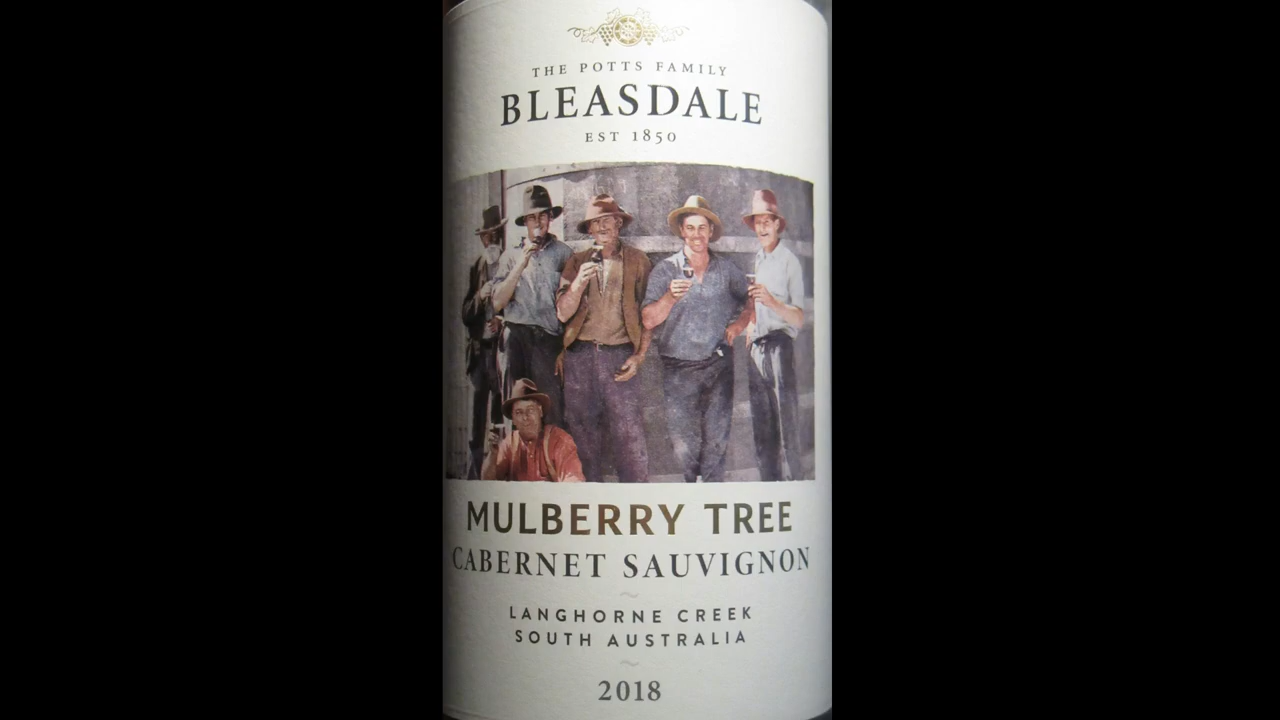 THE POTTS FAMILY
BLEASDALE
EST 1850
MULBERRY TREE
CABERNET SAUVIGNON
LANGHORNE CREEK
SOUTH AUSTRALIA
2018